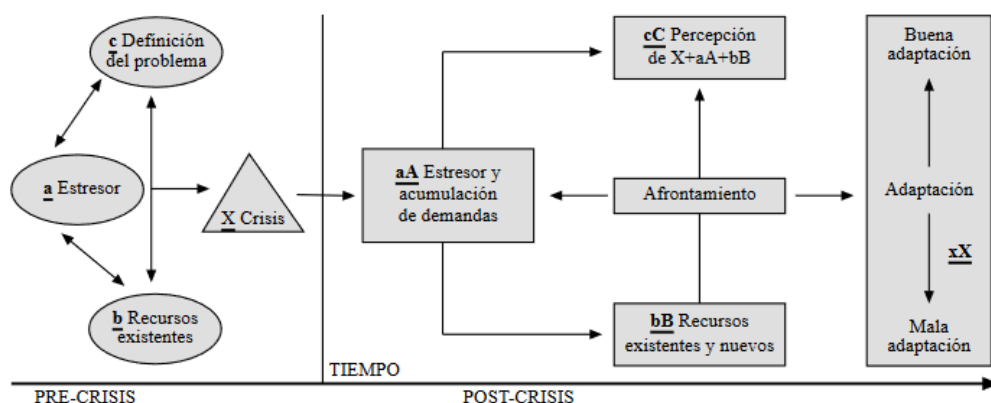 c Definición
del problema
a Estresor
b Recursos
existentes
X Crisis
aA Estresor y
acumulación
de demandas
cC Percepción
de X+aA+bB
Afrontamiento
bB Recursos
existentes y nuevos
Buena
adaptación
Adaptación
xX
Mala
adaptación
TIEMPO
PRE-CRISIS
POST-CRISIS